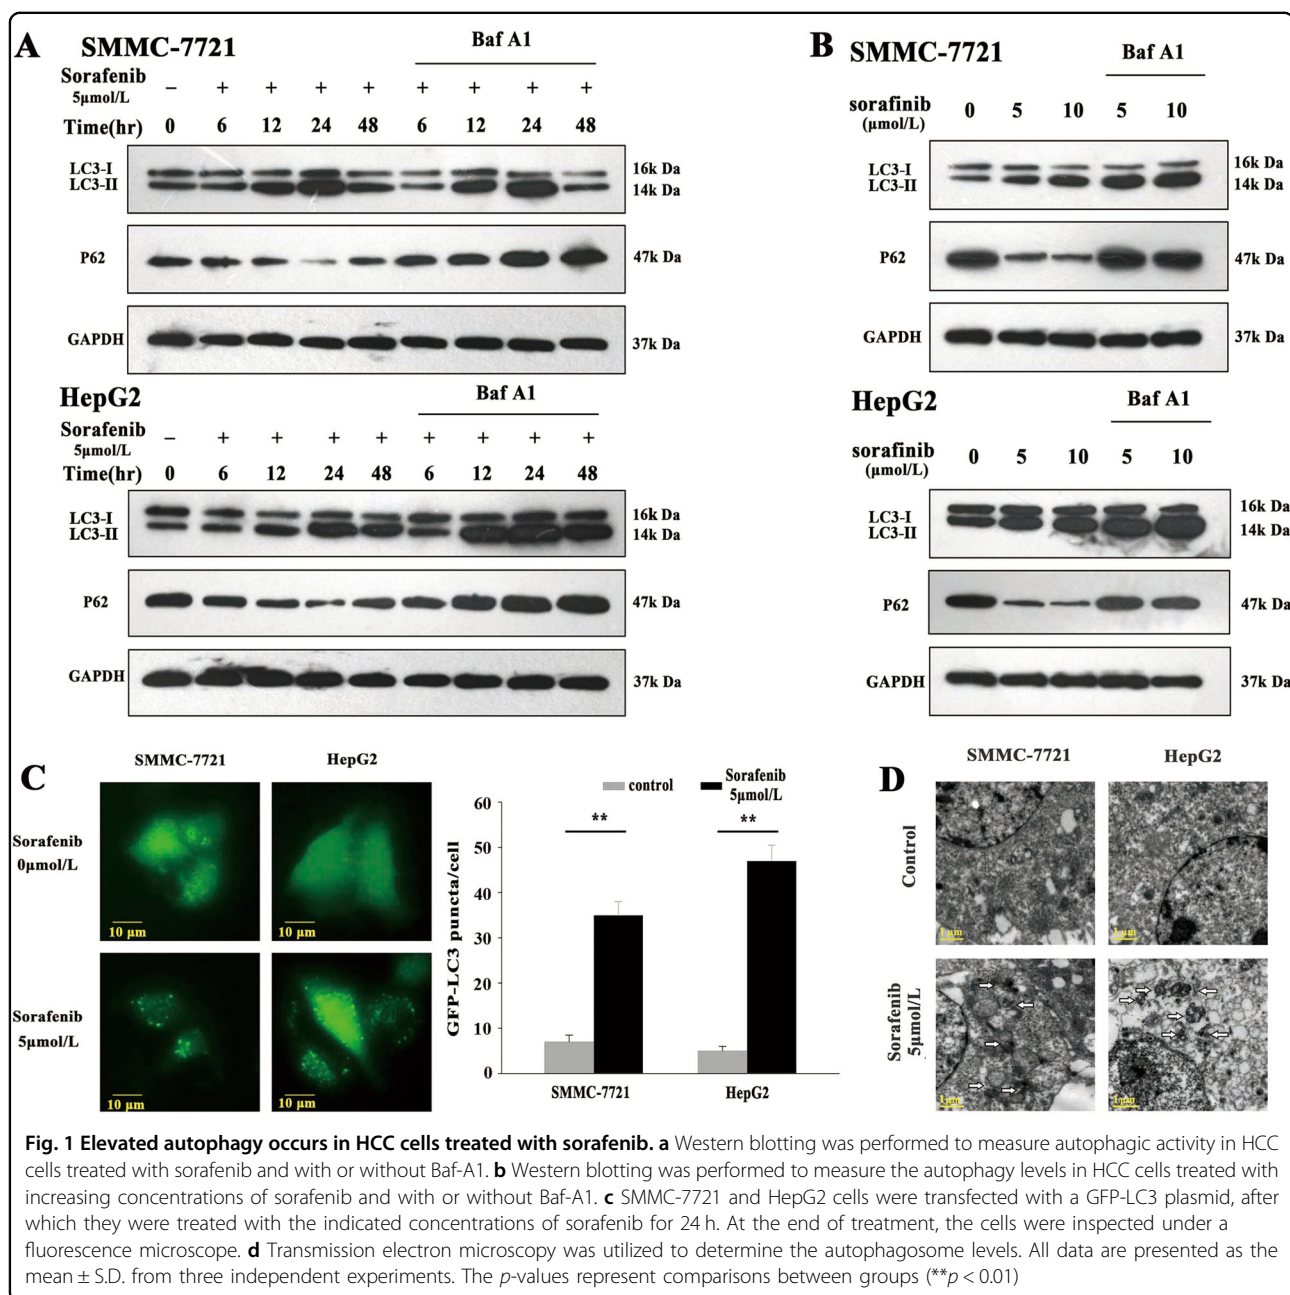 A
SMMC-7721
Baf A1
Sorafenib
5μmol/L
– + + + + + + + +
Time(hr) 0 6 12 24 48 6 12 24 48
LC3-I 16k Da
LC3-II 14k Da
P62 47k Da
GAPDH 37k Da
HepG2
Baf A1
Sorafenib
5μmol/L
– + + + + + + + +
Time(hr) 0 6 12 24 48 6 12 24 48
LC3-I 16k Da
LC3-II 14k Da
P62 47k Da
GAPDH 37k Da
B
SMMC-7721
Baf A1
sorafinib
(μmol/L)
0 5 10 5 10
LC3-I 16k Da
LC3-II 14k Da
P62 47k Da
GAPDH 37k Da
HepG2
Baf A1
sorafinib
(μmol/L)
0 5 10 5 10
LC3-I 16k Da
LC3-II 14k Da
P62 47k Da
GAPDH 37k Da
C
SMMC-7721 HepG2
Sorafenib
0μmol/L
10 μm 10 μm
Sorafenib
5μmol/L
10 μm 10 μm
control Sorafenib
5μmol/L
GFP-LC3 puncta/cell
60
50
40
30
20
10
0
** **
SMMC-7721 HepG2
D
SMMC-7721 HepG2
Control
1 μm 1 μm
Sorafenib
5μmol/L
1 μm 1 μm
Fig. 1 Elevated autophagy occurs in HCC cells treated with sorafenib. a Western blotting was performed to measure autophagic activity in HCC
cells treated with sorafenib and with or without Baf-A1. b Western blotting was performed to measure the autophagy levels in HCC cells treated with
increasing concentrations of sorafenib and with or without Baf-A1. c SMMC-7721 and HepG2 cells were transfected with a GFP-LC3 plasmid, after
which they were treated with the indicated concentrations of sorafenib for 24 h. At the end of treatment, the cells were inspected under a
fluorescence microscope. d Transmission electron microscopy was utilized to determine the autophagosome levels. All data are presented as the
mean ± S.D. from three independent experiments. The p-values represent comparisons between groups (**p < 0.01)